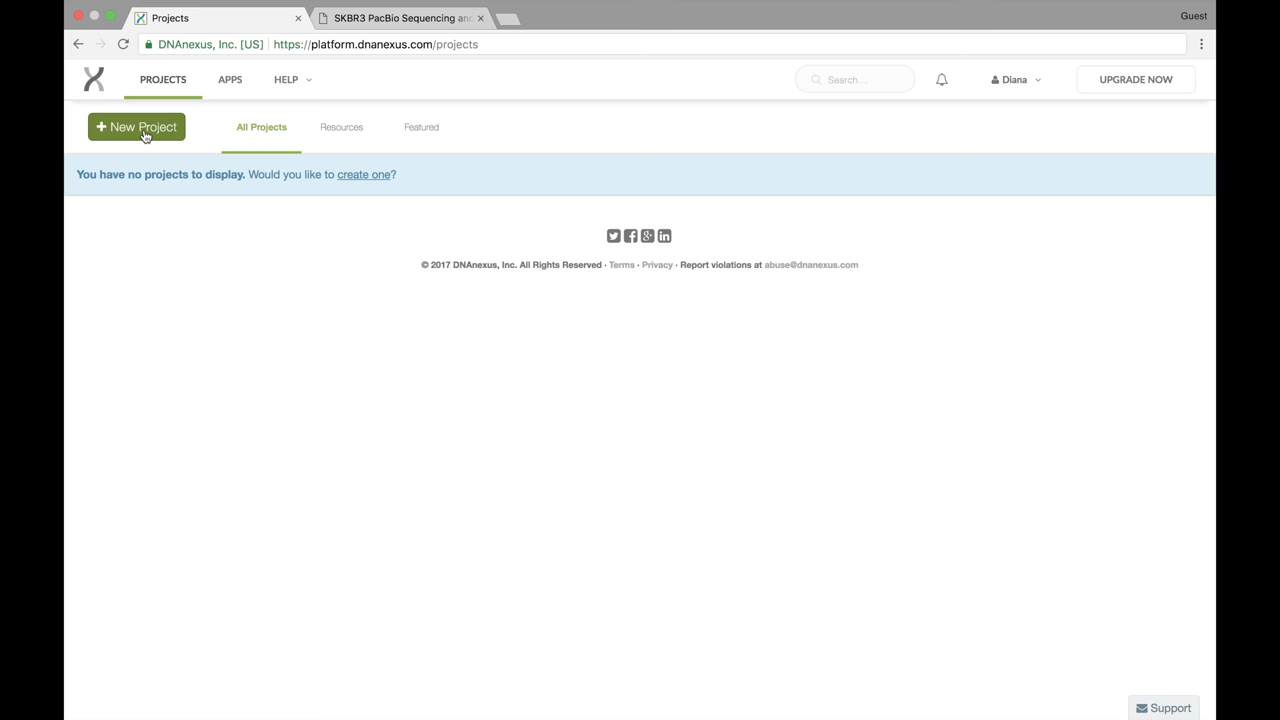 Projects
SKBR3 PacBio Sequencing an
Guest
DNAnexus, Inc. [US] https://platform.dnanexus.com/projects
PROJECTS APPS HELP Search... Diana UPGRADE NOW
+ New Project All Projects Resources Featured
You have no projects to display. Would you like to create one?
© 2017 DNAnexus, Inc. All Rights Reserved · Terms · Privacy · Report violations at abuse@dnanexus.com
Support